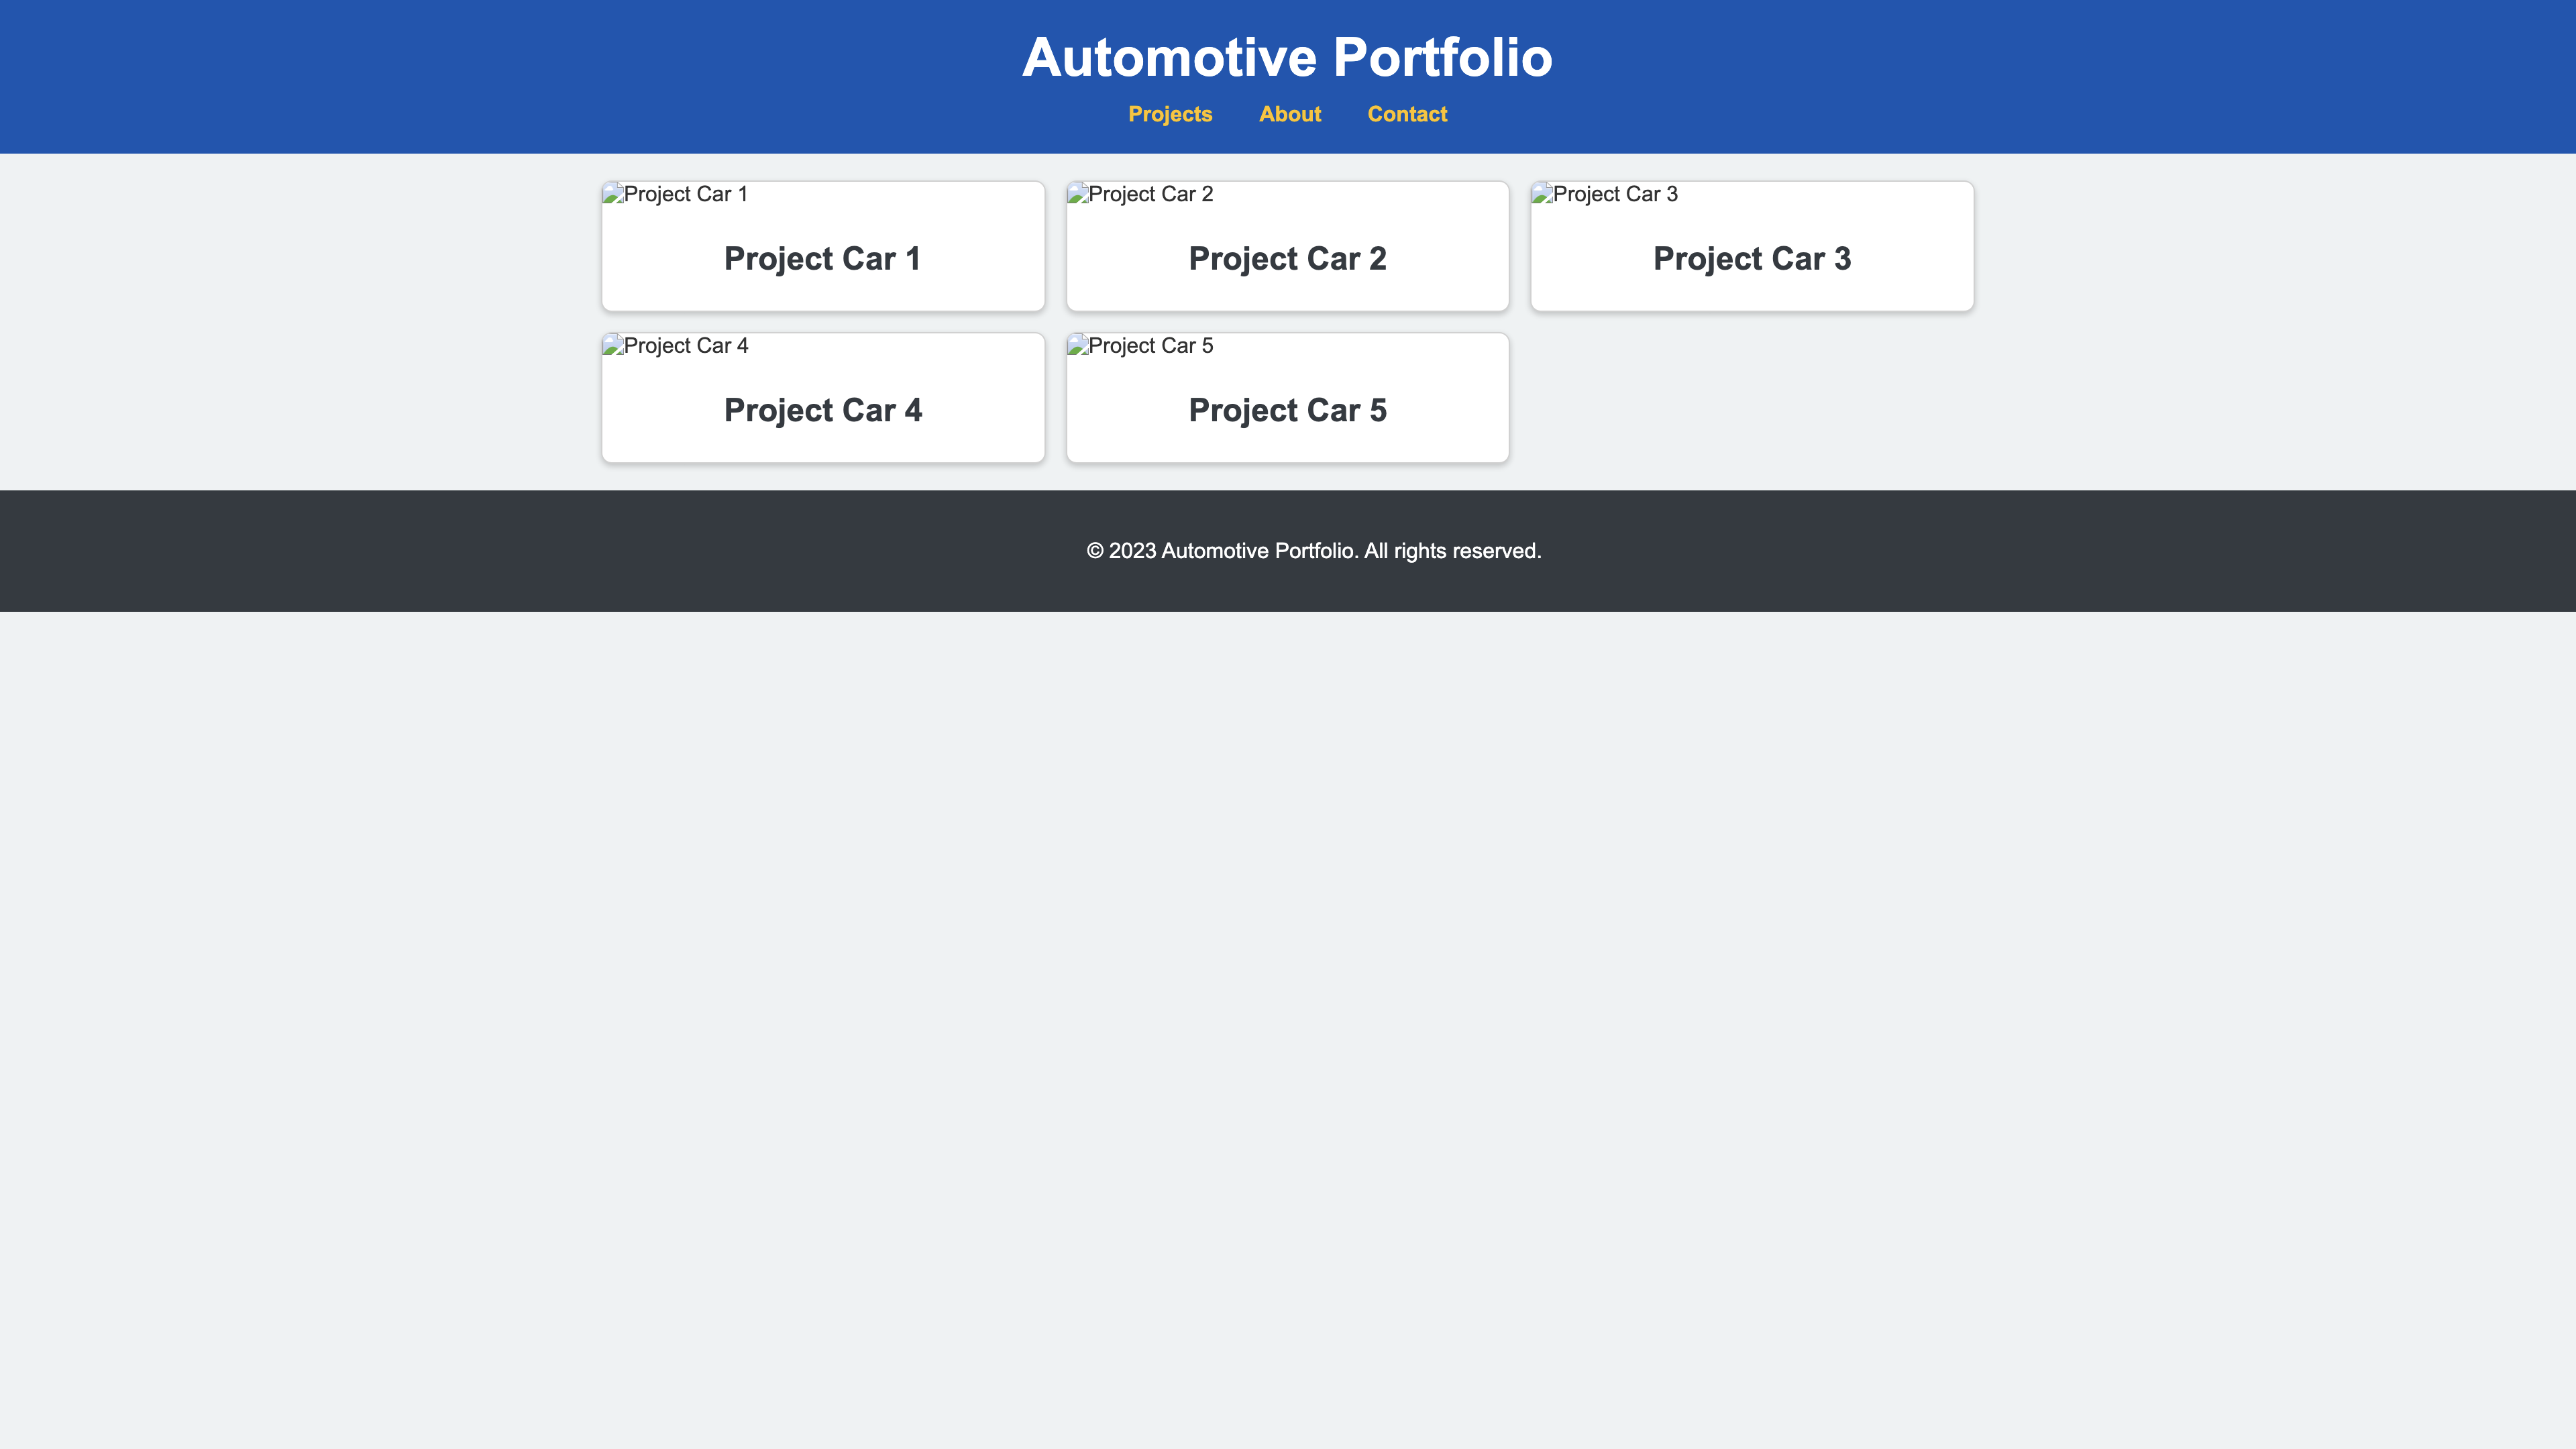 Automotive Portfolio
Projects About Contact
Project Car 1
Project Car 1
Project Car 2
Project Car 2
Project Car 3
Project Car 3
Project Car 4
Project Car 4
Project Car 5
Project Car 5
© 2023 Automotive Portfolio. All rights reserved.